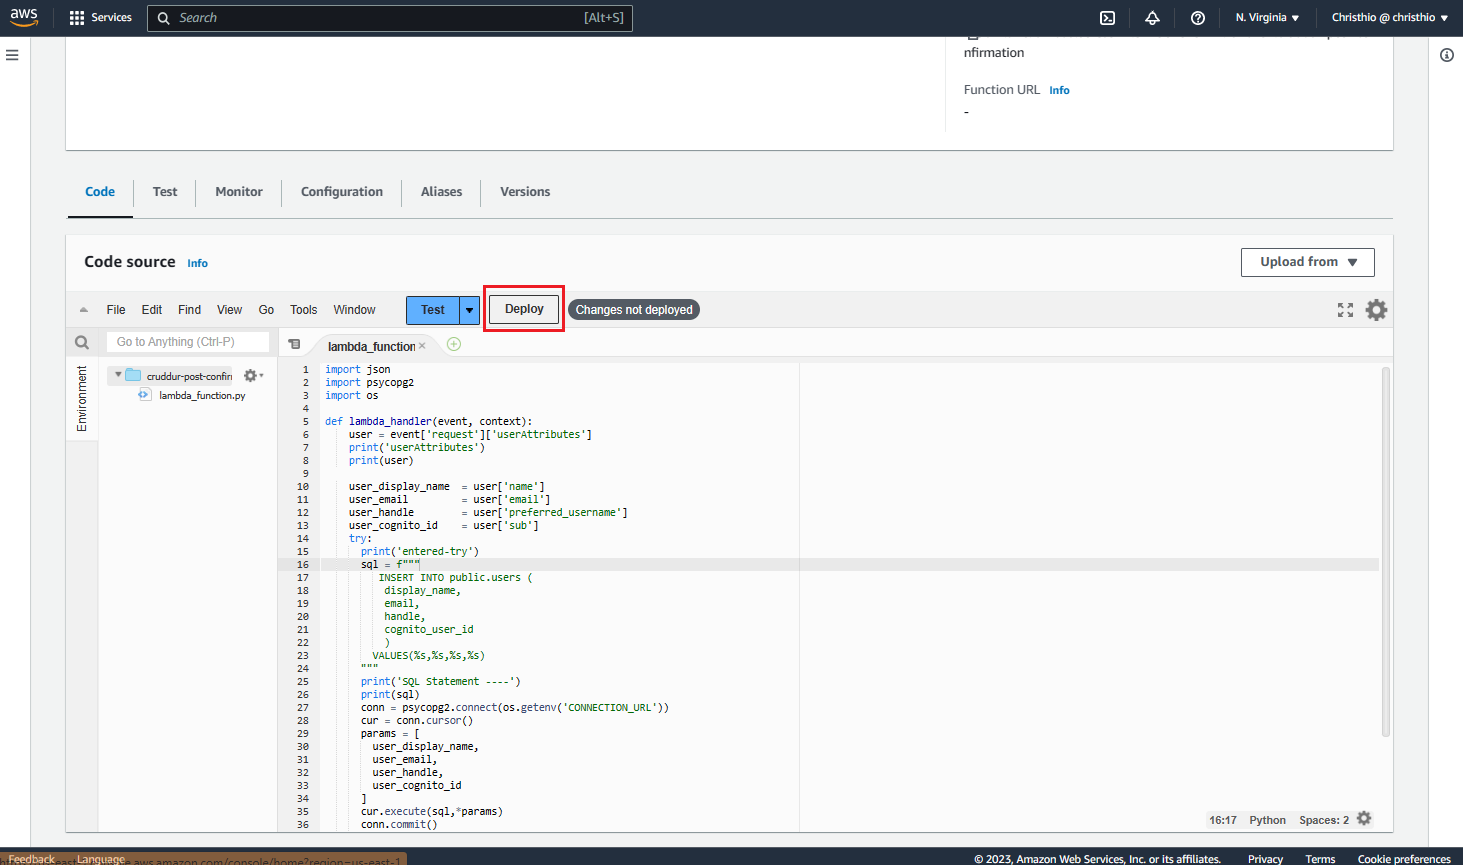 aws
Services
Search
[Alt+S]
N. Virginia
Christhio @ christhio
nfirmation
Function URL Info
-
Code
Test
Monitor
Configuration
Aliases
Versions
Code source Info
Upload from
File Edit Find View Go Tools Window
Test
Deploy
Changes not deployed
Go to Anything (Ctrl-P)
lambda_function
Environment
cruddur-post-confirm
lambda_function.py
1 import json
2 import psycopg2
3 import os
4
5 def lambda_handler(event, context):
6 user = event['request']['userAttributes']
7 print('userAttributes')
8 print(user)
9
10 user_display_name = user['name']
11 user_email = user['email']
12 user_handle = user['preferred_username']
13 user_cognito_id = user['sub']
14 try:
15 print('entered-try')
16 sql = f"""
17 INSERT INTO public.users (
18 display_name,
19 email,
20 handle,
21 cognito_user_id
22 )
23 VALUES(%s,%s,%s,%s)
24 """
25 print('SQL Statement ----')
26 print(sql)
27 conn = psycopg2.connect(os.getenv('CONNECTION_URL'))
28 cur = conn.cursor()
29 params = [
30 user_display_name,
31 user_email,
32 user_handle,
33 user_cognito_id
34 ]
35 cur.execute(sql,*params)
36 conn.commit()
16:17 Python Spaces: 2
Feedback
Language
.aws.amazon.com/console/home?region=us-east-1
© 2023, Amazon Web Services, Inc. or its affiliates.
Privacy
Terms
Cookie preferences